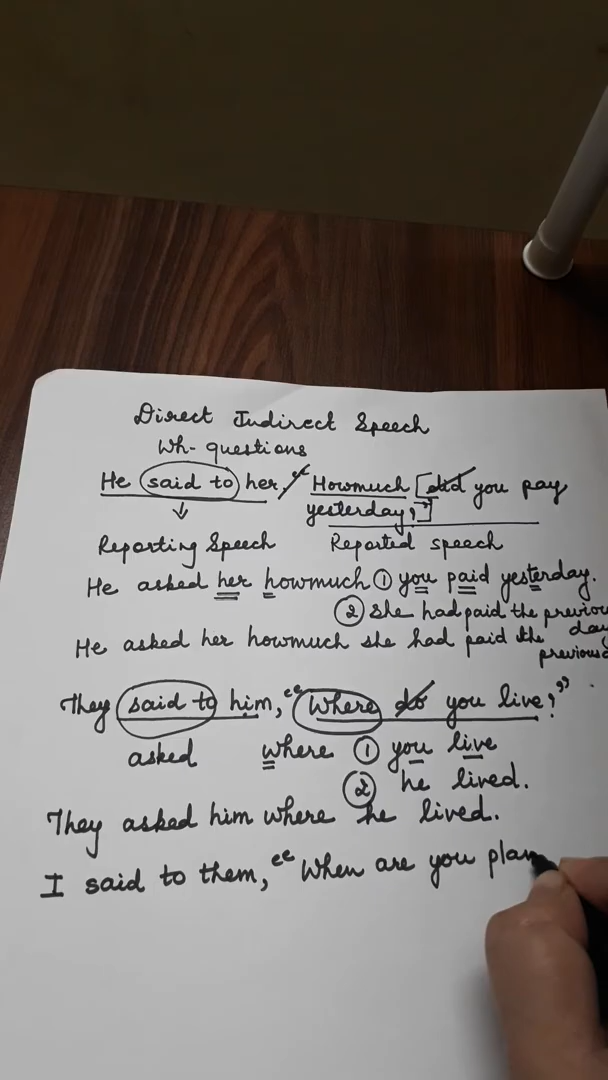 Direct Indirect Speech
Wh- questions
He said to her, “Howmuch [did you pay
yesterday?”]
Reporting Speech Reported speech
He asked her howmuch ① you paid yesterday.
② She had paid the previous
day
He asked her howmuch she had paid the
previous
They said to him, “Where do you live?”
asked where ① you live
② he lived.
They asked him where he lived.
I said to them, “When are you plan